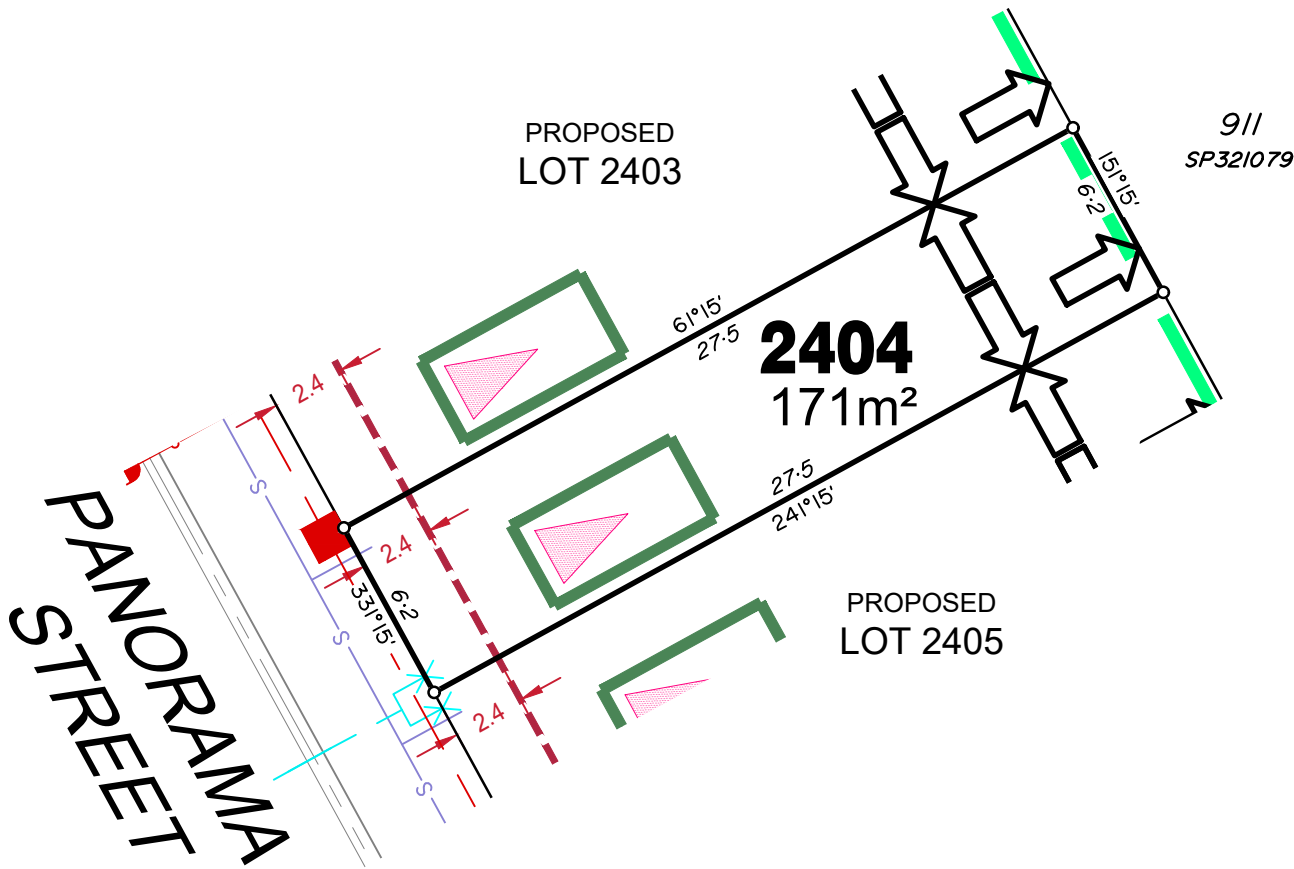 PROPOSED
LOT 2403
911
SP321079
151°15'
6·2
61°15'
27·5
2404
171m²
2.4
27·5
241°15'
S
2.4
6·2
331°15'
PROPOSED
LOT 2405
S
2.4
S
PANORAMA
STREET